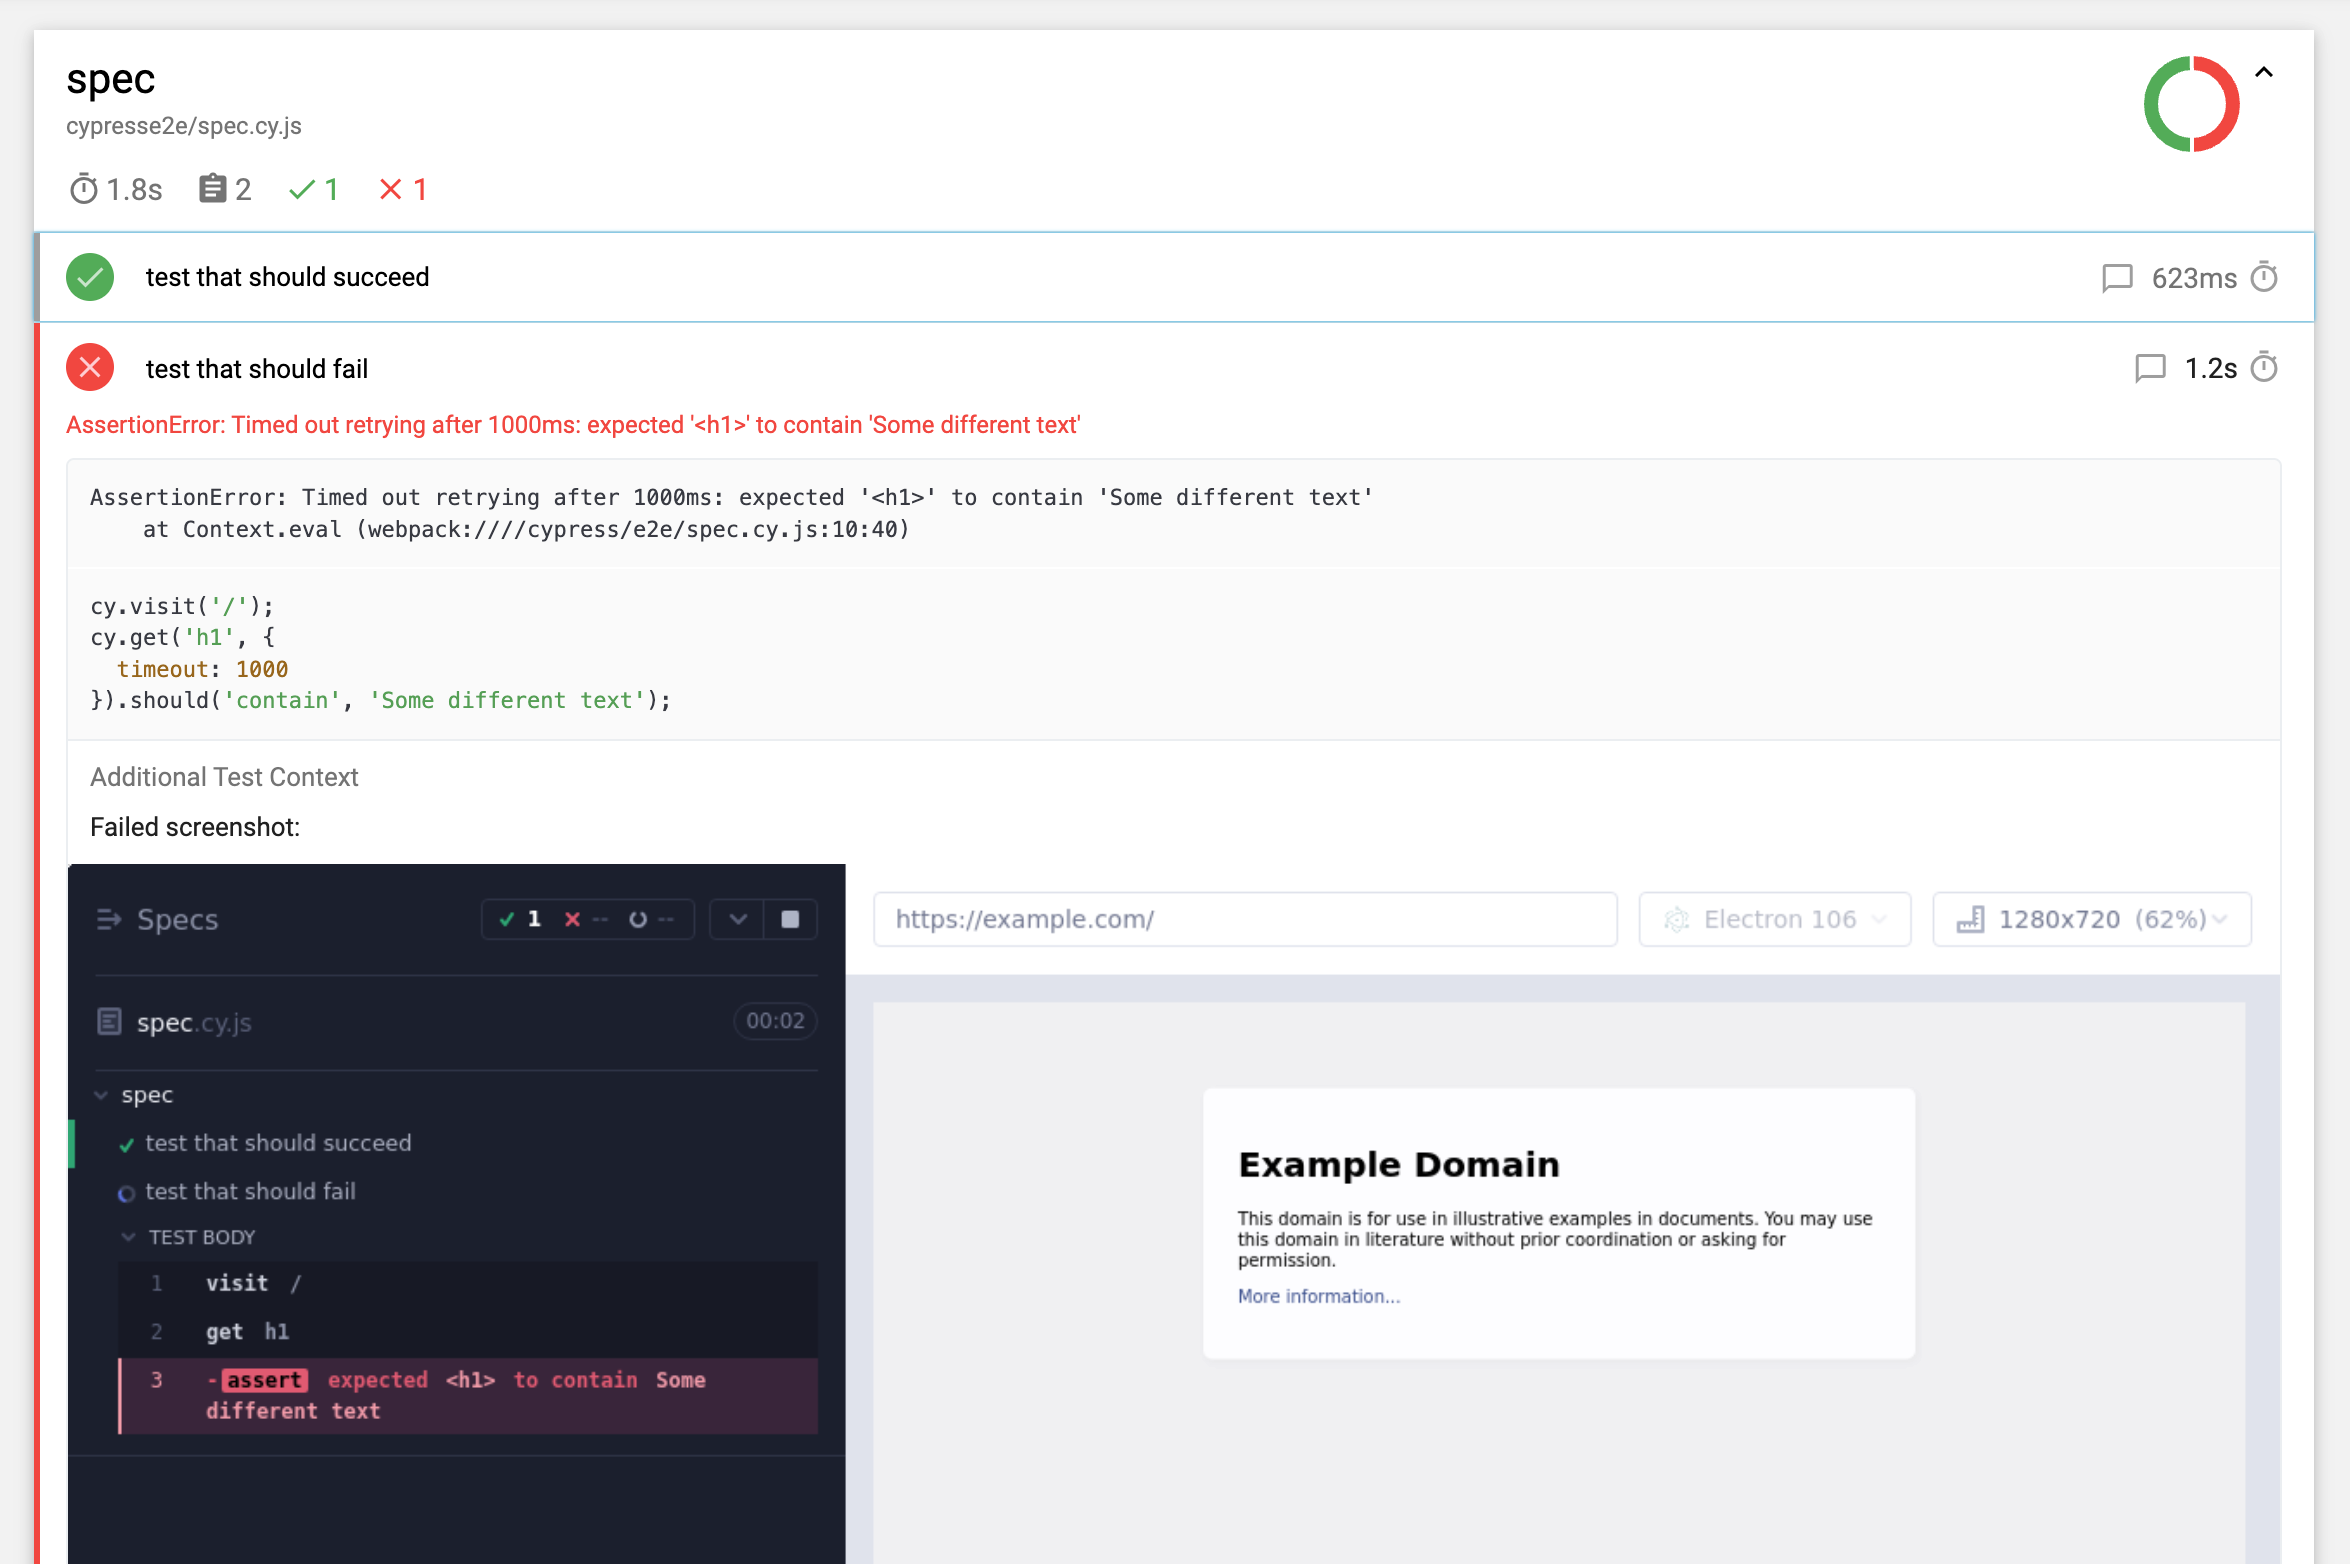 spec
cypresse2e/spec.cy.js
1.8s 2 1 1
test that should succeed 623ms
test that should fail 1.2s
AssertionError: Timed out retrying after 1000ms: expected '<h1>' to contain 'Some different text'
AssertionError: Timed out retrying after 1000ms: expected '<h1>' to contain 'Some different text'
at Context.eval (webpack:////cypress/e2e/spec.cy.js:10:40)
cy.visit('/');
cy.get('h1', {
timeout: 1000
}).should('contain', 'Some different text');
Additional Test Context
Failed screenshot:
Specs 1 -- --
spec.cy.js 00:02
spec
test that should succeed
test that should fail
TEST BODY
1 visit /
2 get h1
3 -assert expected <h1> to contain Some
different text
https://example.com/ Electron 106 1280x720 (62%)
Example Domain
This domain is for use in illustrative examples in documents. You may use
this domain in literature without prior coordination or asking for
permission.
More information...